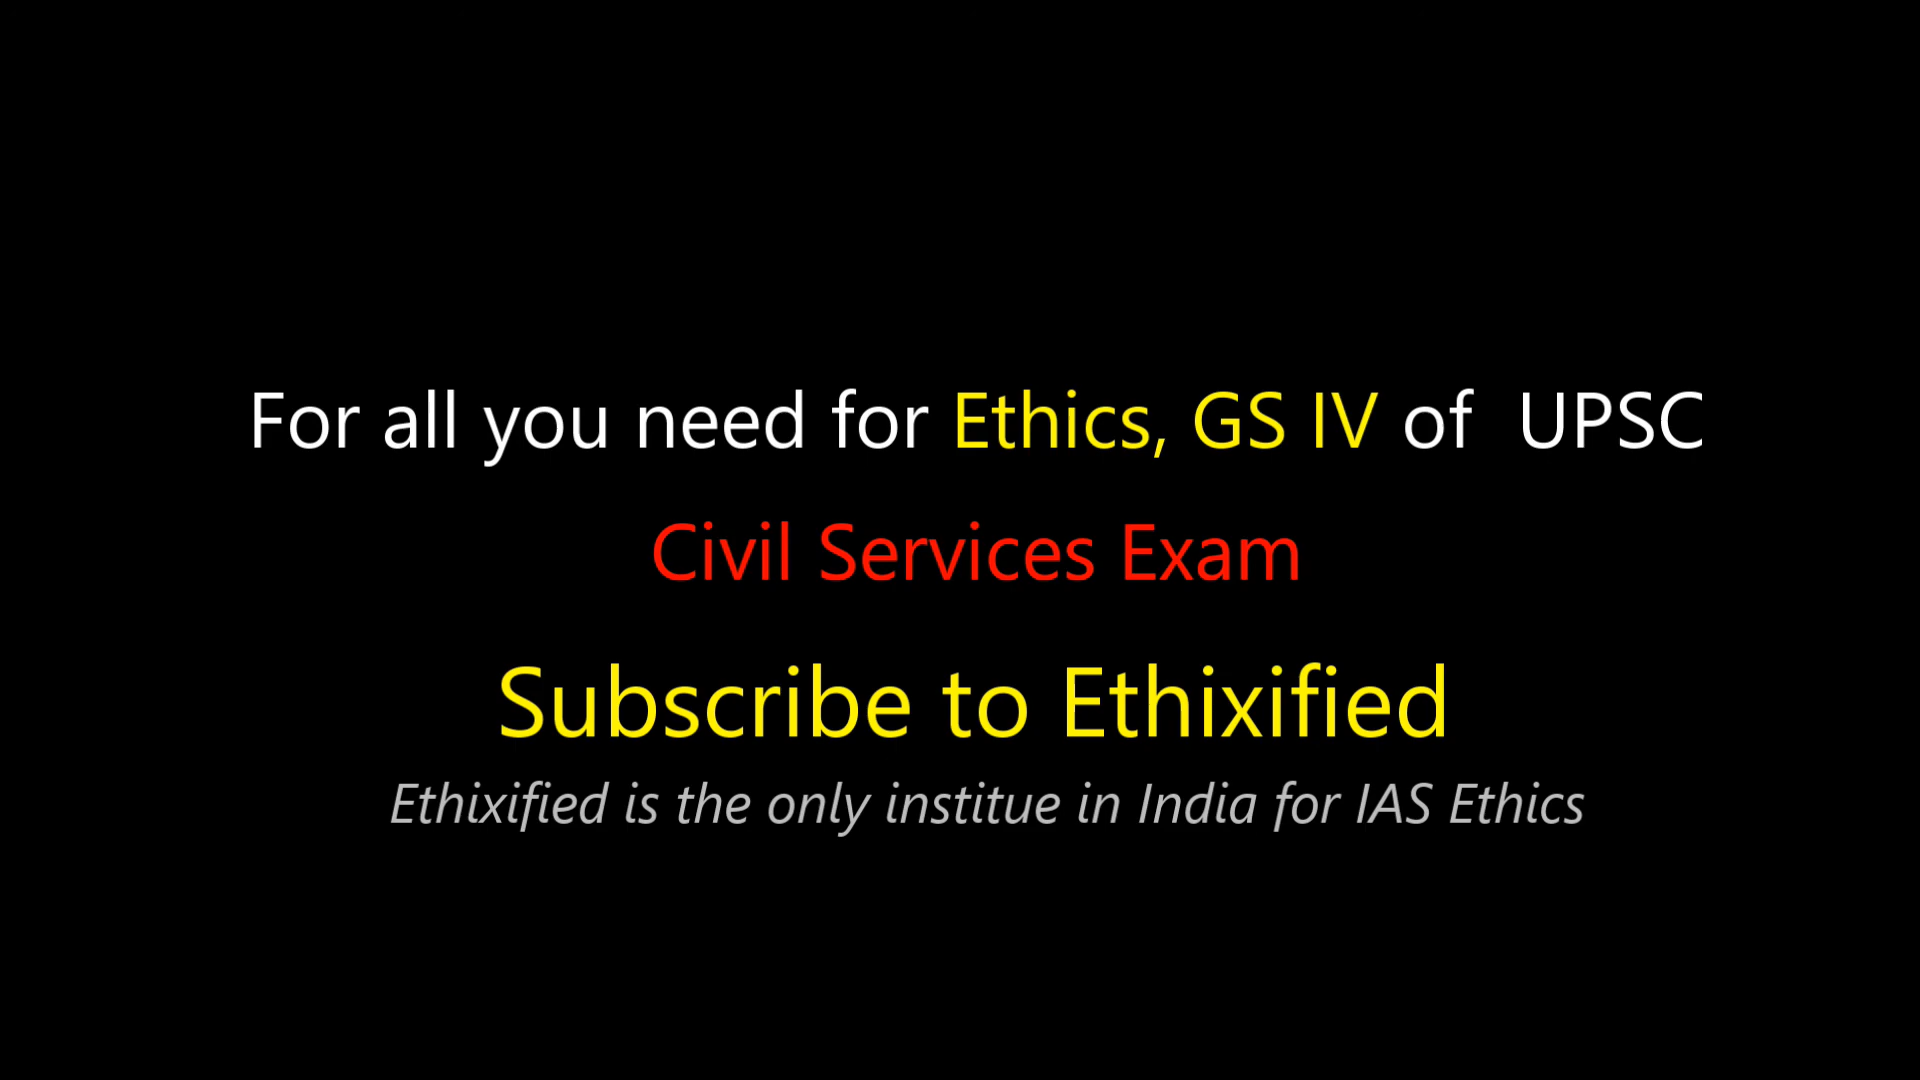 For all you need for Ethics, GS IV of  UPSC
Civil Services Exam
Subscribe to Ethixified
Ethixified is the only institue in India for IAS Ethics